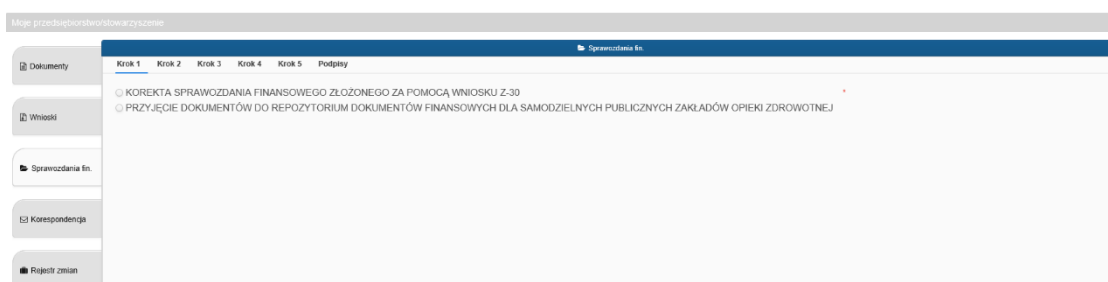 Moje przedsiębiorstwo/stowarzyszenie
Sprawozdania fin.
Dokumenty
Krok 1 Krok 2 Krok 3 Krok 4 Krok 5 Podpisy
KOREKTA SPRAWOZDANIA FINANSOWEGO ZŁOŻONEGO ZA POMOCĄ WNIOSKU Z-30 *
PRZYJĘCIE DOKUMENTÓW DO REPOZYTORIUM DOKUMENTÓW FINANSOWYCH DLA SAMODZIELNYCH PUBLICZNYCH ZAKŁADÓW OPIEKI ZDROWOTNEJ
Wnioski
Sprawozdania fin.
Korespondencja
Rejestr zmian